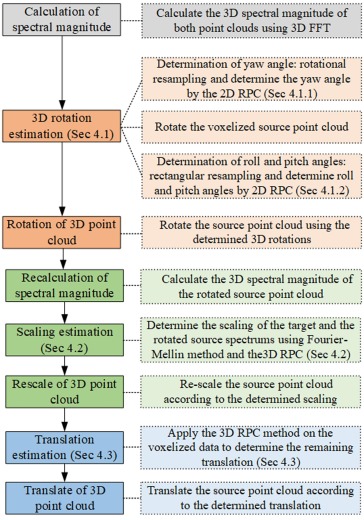 Calculation of
spectral magnitude
Calculate the 3D spectral magnitude of
both point clouds using 3D FFT
3D rotation
estimation (Sec 4.1)
Determination of yaw angle: rotational
resampling and determine the yaw angle
by the 2D RPC (Sec 4.1.1)
Rotate the voxelized source point cloud
Determination of roll and pitch angles:
rectangular resampling and determine roll
and pitch angles by 2D RPC (Sec 4.1.2)
Rotation of 3D point
cloud
Rotate the source point cloud using the
determined 3D rotations
Recalculation of
spectral magnitude
Calculate the 3D spectral magnitude of
the rotated source point cloud
Scaling estimation
(Sec 4.2)
Determine the scaling of the target and the
rotated source spectrums using Fourier-
Mellin method and the3D RPC (Sec 4.2)
Rescale of 3D point
cloud
Re-scale the source point cloud
according to the determined scaling
Translation
estimation (Sec 4.3)
Apply the 3D RPC method on the
voxelized data to determine the remaining
translation (Sec 4.3)
Translate of 3D point
cloud
Translate the source point cloud according
to the determined translation